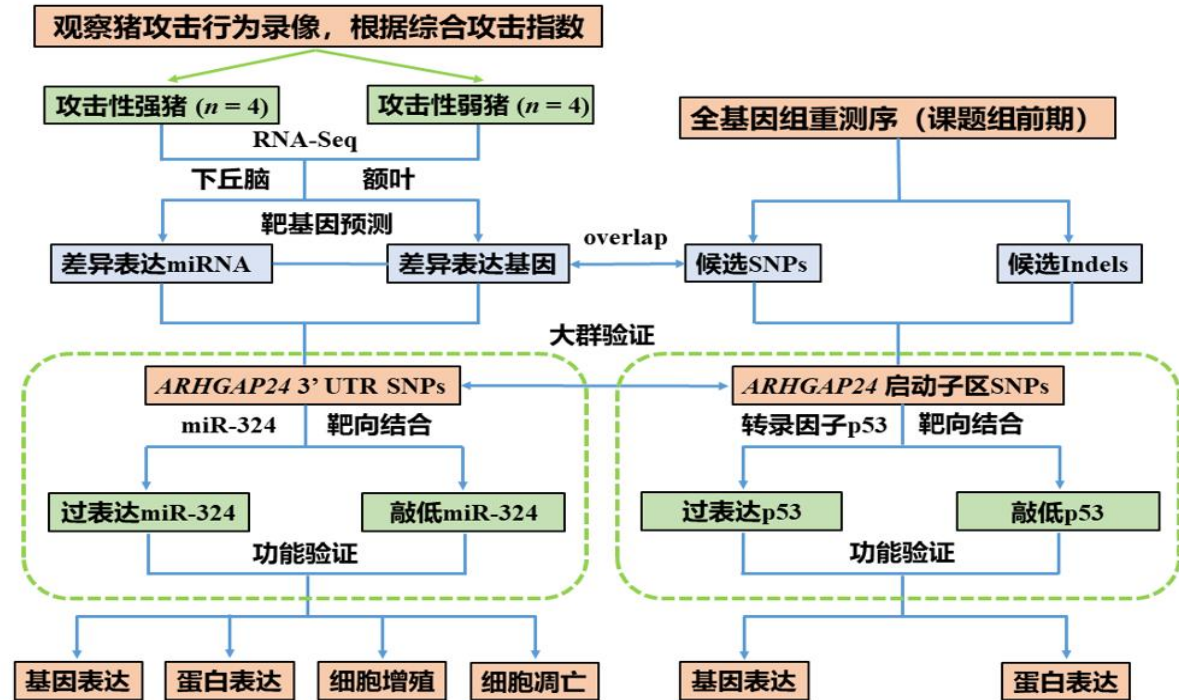 观察猪攻击行为录像，根据综合攻击指数
攻击性强猪 (n = 4)
攻击性弱猪 (n = 4)
全基因组重测序（课题组前期）
RNA-Seq
下丘脑
额叶
靶基因预测
overlap
差异表达miRNA
差异表达基因
候选SNPs
候选Indels
大群验证
ARHGAP24 3’ UTR SNPs
ARHGAP24 启动子区SNPs
miR-324
靶向结合
转录因子p53
靶向结合
过表达miR-324
敲低miR-324
过表达p53
敲低p53
功能验证
功能验证
基因表达
蛋白表达
细胞增殖
细胞凋亡
基因表达
蛋白表达